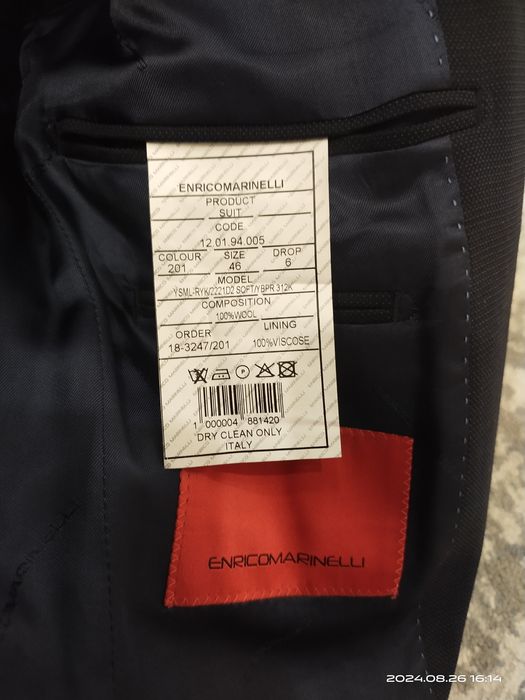 ENRICOMARINELLI
PRODUCT
SUIT
CODE
12.01.94.005
COLOUR SIZE DROP
201 46 6
MODEL
YSML-RYK/2221D2 SOFT/YBPR 312K
COMPOSITION
100%WOOL
ORDER LINING
18-3247/201 100%VISCOSE
1 000004 881420
DRY CLEAN ONLY
ITALY
ENRICOMARINELLI
2024.08.26 16:14